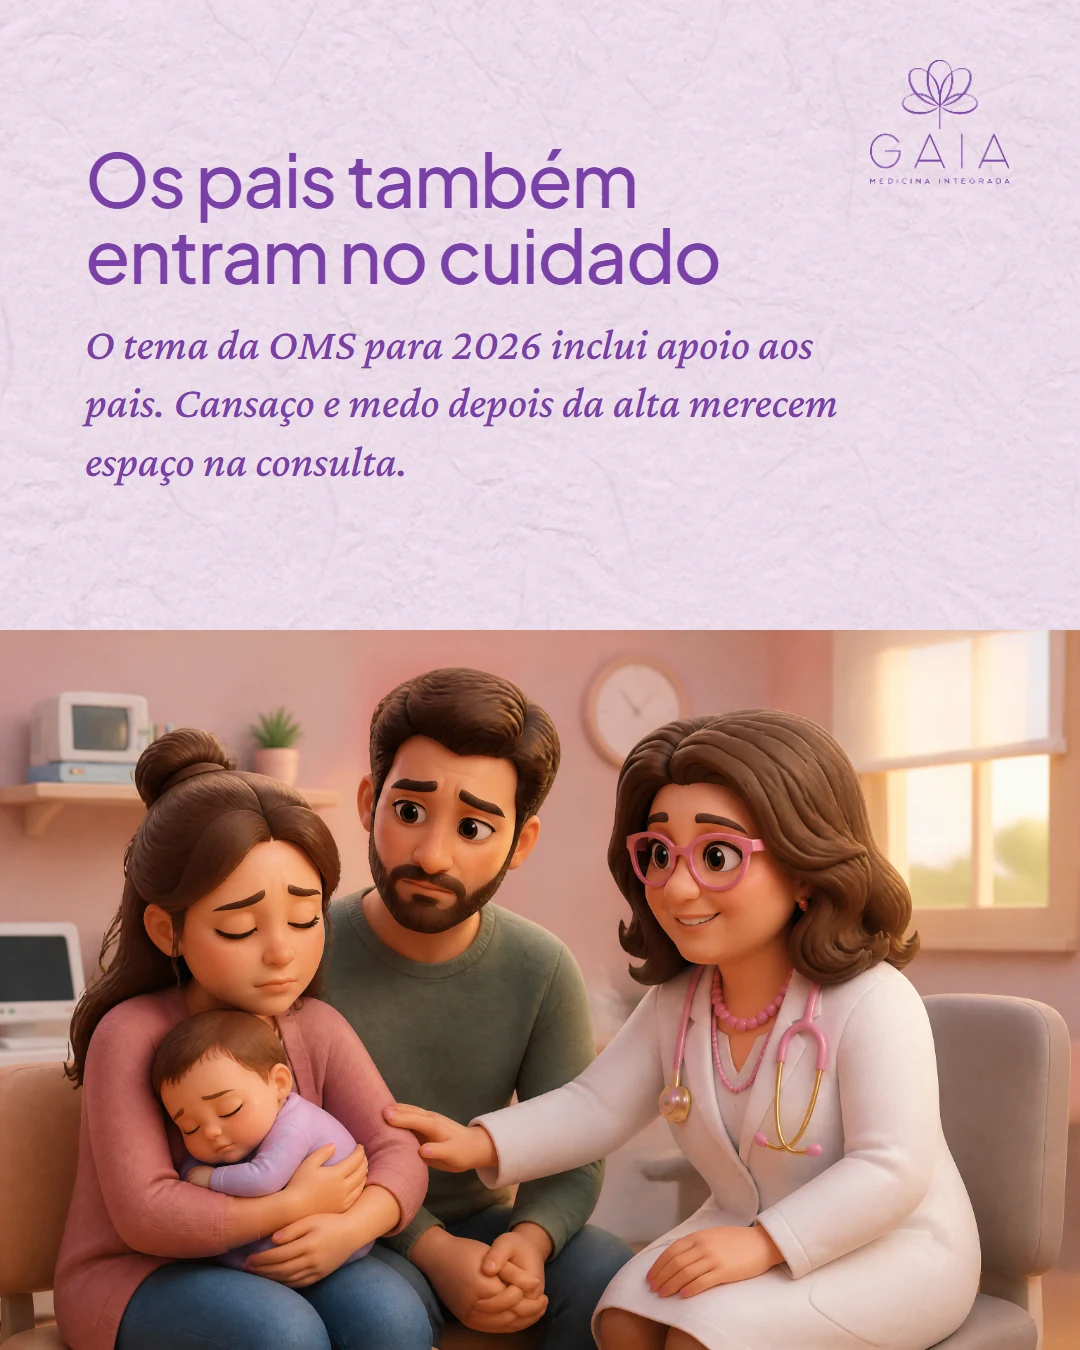 GAIA
MEDICINA INTEGRADA
Os pais também
entram no cuidado
O tema da OMS para 2026 inclui apoio aos
pais. Cansaço e medo depois da alta merecem
espaço na consulta.